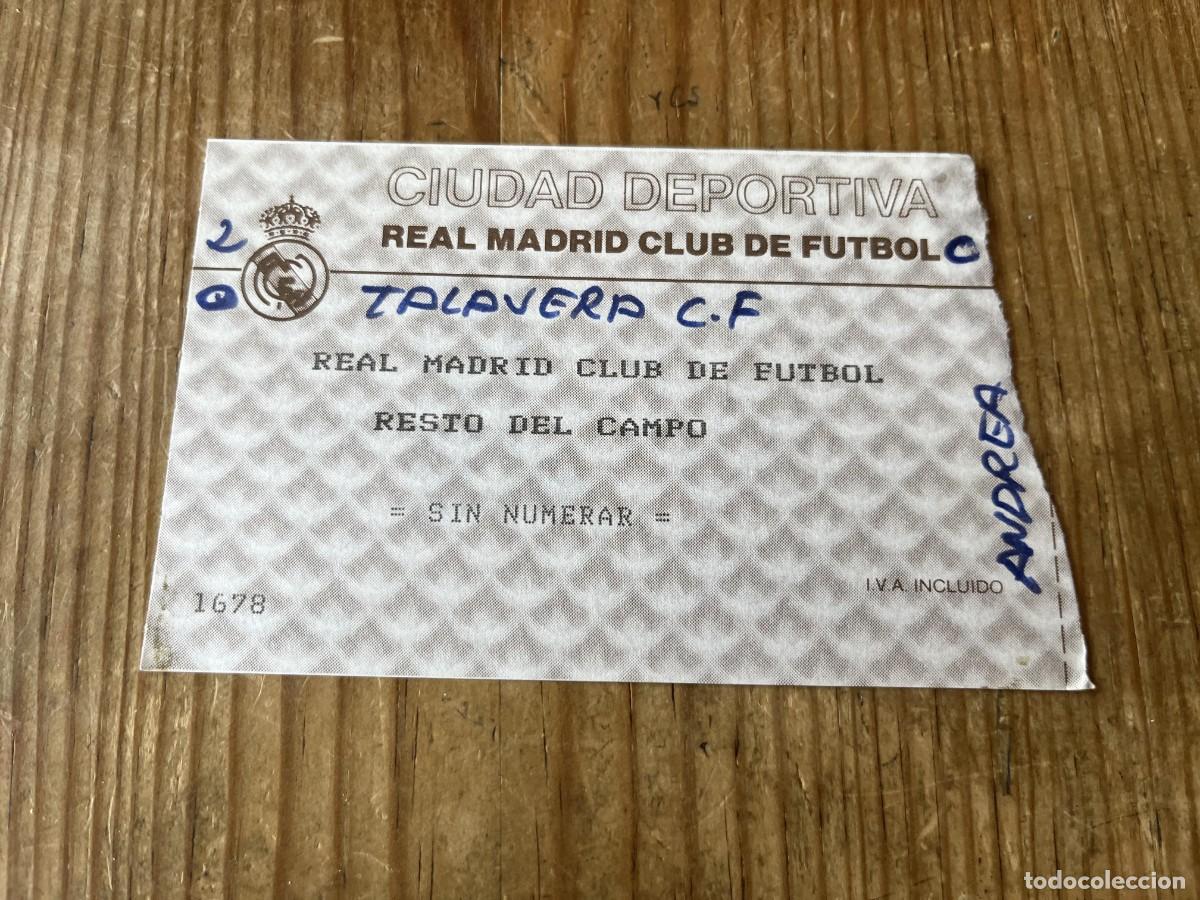 CIUDAD DEPORTIVA
REAL MADRID CLUB DE FUTBOL
2
0
0
TALAVERA C.F
REAL MADRID CLUB DE FUTBOL
RESTO DEL CAMPO
= SIN NUMERAR =
ANDREA
I.V.A. INCLUIDO
1678
todocoleccion